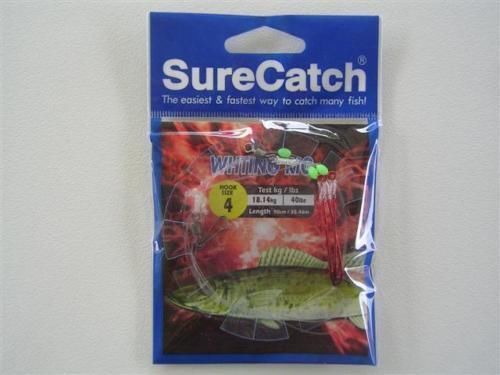 SureCatch®
The easiest & fastest way to catch many fish!
WHITING RIG
HOOK SIZE
4
Test kg / lbs
18.14kg 40lbs
Length